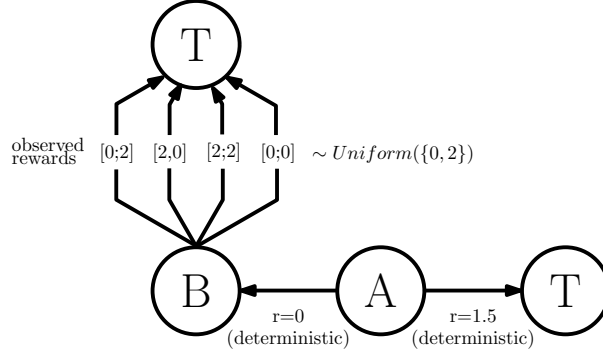 T
observed
rewards
[0;2] [2,0] [2;2] [0;0] ∼ Uniform({0, 2})
B A T
r=0 r=1.5
(deterministic) (deterministic)